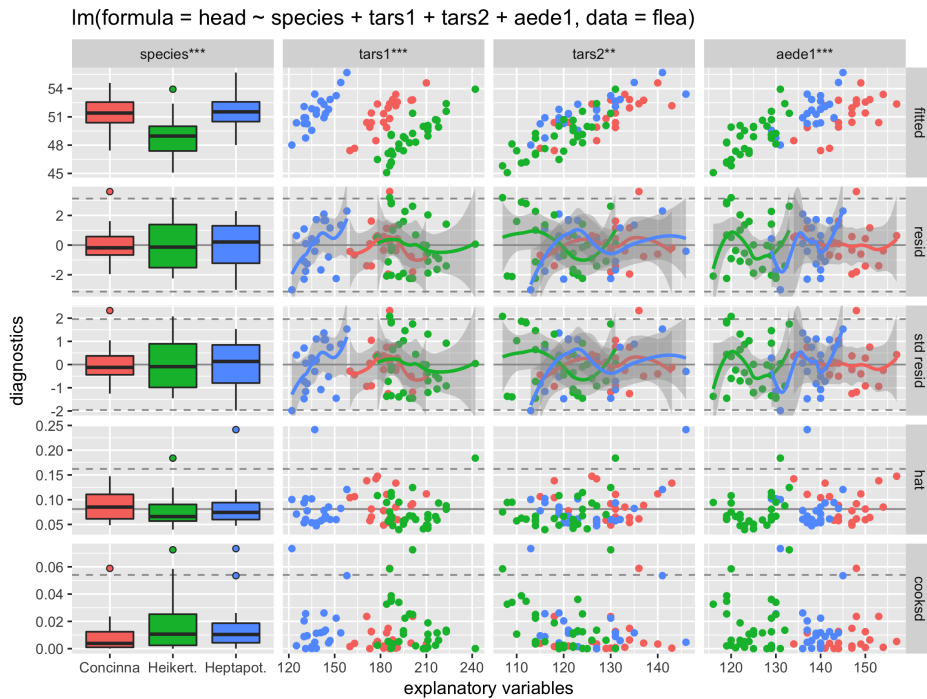 lm(formula = head ~ species + tars1 + tars2 + aede1, data = flea)
species*** tars1*** tars2** aede1***
54
51
48
45
fitted
2
0
-2
resid
2
1
0
-1
-2
std resid
0.25
0.20
0.15
0.10
0.05
hat
0.06
0.04
0.02
0.00
cooksd
diagnostics
Concinna Heikert. Heptapot. 120 150 180 210 240 110 120 130 140 120 130 140 150
explanatory variables